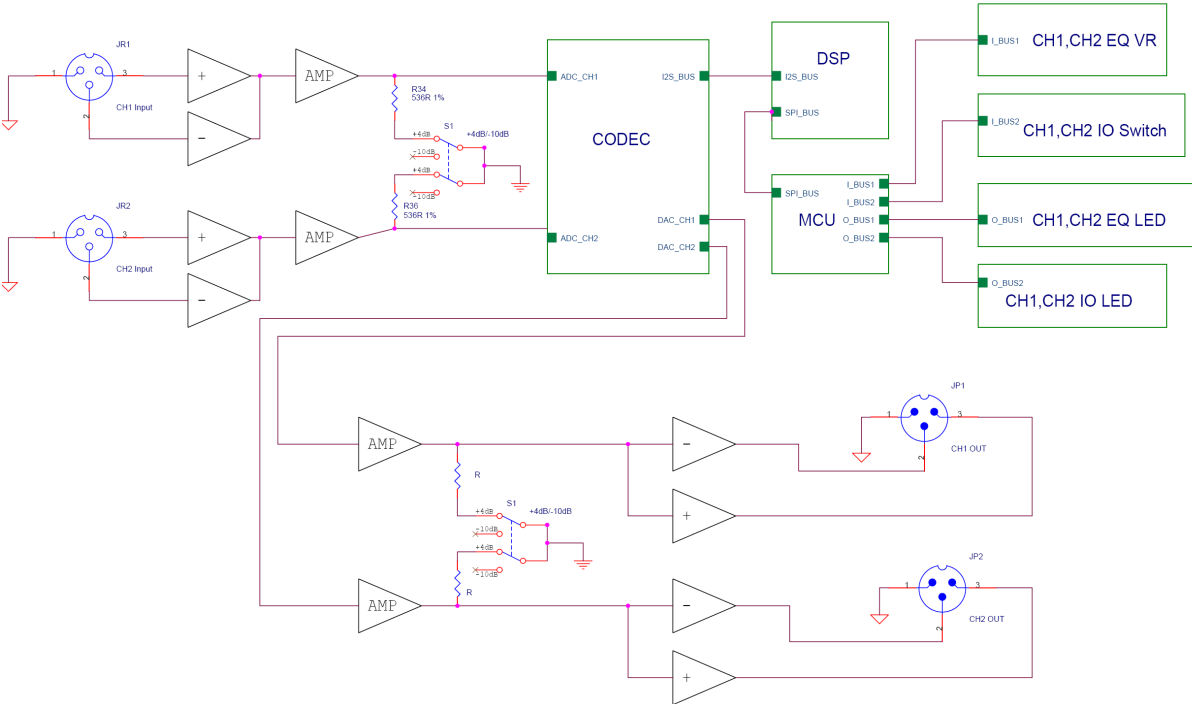 JR1
1
3
2
CH1 Input
+
-
AMP
R34
536R 1%
S1
+4dB/-10dB
+4dB
-10dB
+4dB
-10dB
R36
536R 1%
JR2
1
3
2
CH2 Input
+
-
AMP
ADC_CH1
I2S_BUS
CODEC
DAC_CH1
DAC_CH2
ADC_CH2
DSP
I2S_BUS
SPI_BUS
SPI_BUS
MCU
I_BUS1
I_BUS2
O_BUS1
O_BUS2
I_BUS1
CH1,CH2 EQ VR
I_BUS2
CH1,CH2 IO Switch
O_BUS1
CH1,CH2 EQ LED
O_BUS2
CH1,CH2 IO LED
AMP
R
S1
+4dB/-10dB
+4dB
-10dB
+4dB
-10dB
R
AMP
-
+
JP1
1
3
2
CH1 OUT
-
+
JP2
1
3
2
CH2 OUT